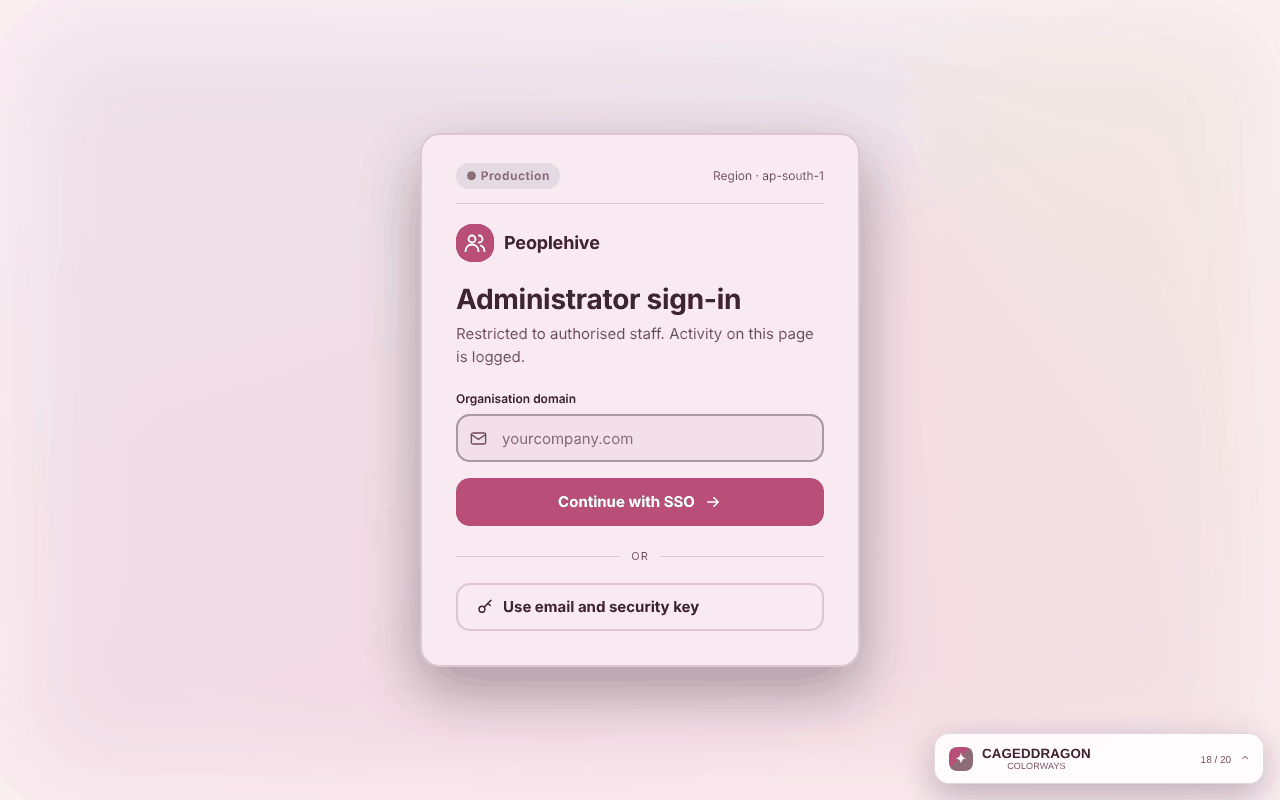 Production
Region · ap-south-1
Peoplehive
Administrator sign-in
Restricted to authorised staff. Activity on this page
is logged.
Organisation domain
yourcompany.com
Continue with SSO →
OR
Use email and security key
CAGEDDRAGON
COLORWAYS
18 / 20